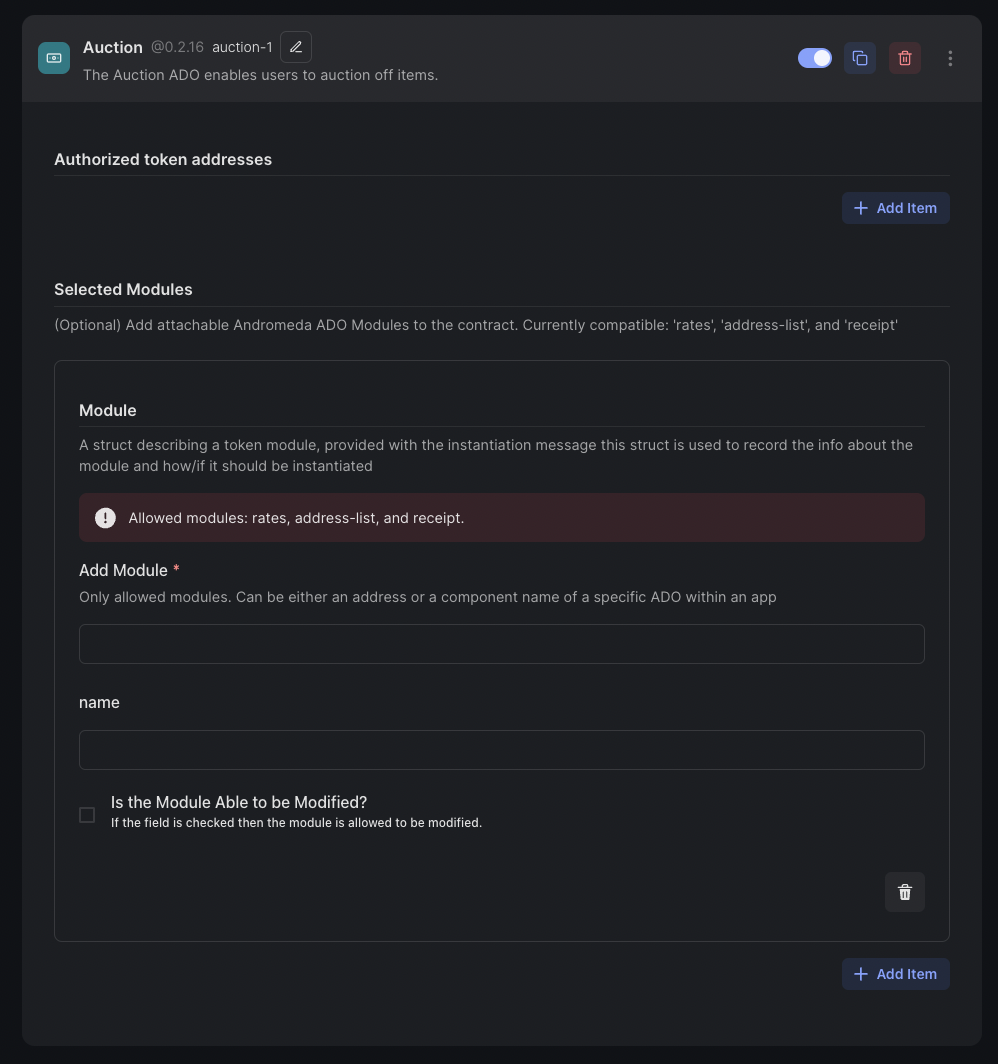 Auction @0.2.16 auction-1
The Auction ADO enables users to auction off items.
Authorized token addresses
Add Item
Selected Modules
(Optional) Add attachable Andromeda ADO Modules to the contract. Currently compatible: 'rates', 'address-list', and 'receipt'
Module
A struct describing a token module, provided with the instantiation message this struct is used to record the info about the
module and how/if it should be instantiated
Allowed modules: rates, address-list, and receipt.
Add Module *
Only allowed modules. Can be either an address or a component name of a specific ADO within an app
name
Is the Module Able to be Modified?
If the field is checked then the module is allowed to be modified.
Add Item